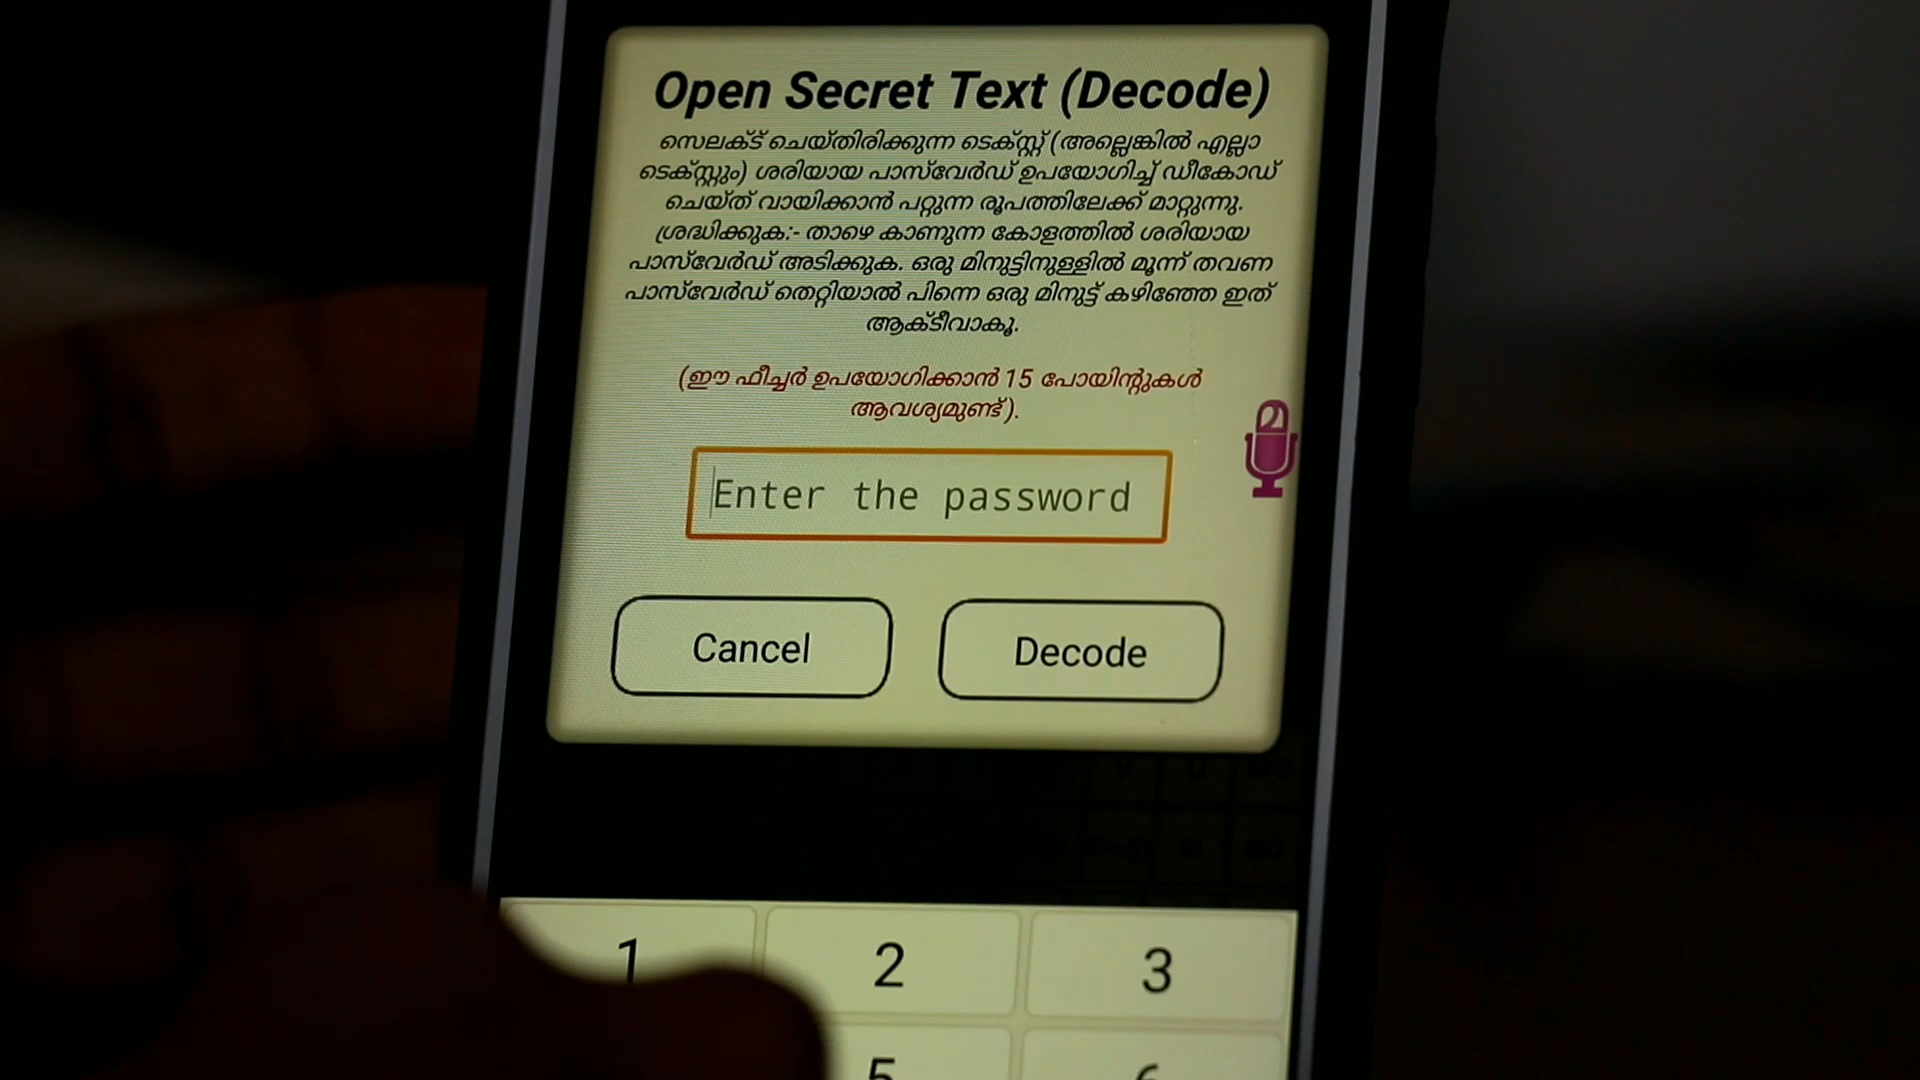 Open Secret Text (Decode)
സെലക്ട് ചെയ്തിരിക്കുന്ന ടെക്സ്റ്റ് (അല്ലെങ്കിൽ എല്ലാ
ടെക്സ്റ്റും) ശരിയായ പാസ്‌വേർഡ് ഉപയോഗിച്ച് ഡീകോഡ്
ചെയ്ത് വായിക്കാൻ പറ്റുന്ന രൂപത്തിലേക്ക് മാറ്റുന്നു.
ശ്രദ്ധിക്കുക:- താഴെ കാണുന്ന കോളത്തിൽ ശരിയായ
പാസ്‌വേർഡ് അടിക്കുക. ഒരു മിനുട്ടിനുള്ളിൽ മൂന്ന് തവണ
പാസ്‌വേർഡ് തെറ്റിയാൽ പിന്നെ ഒരു മിനുട്ട് കഴിഞ്ഞേ ഇത്
ആക്ടീവാകൂ.
(ഈ ഫീച്ചർ ഉപയോഗിക്കാൻ 15 പോയിന്റുകൾ
ആവശ്യമുണ്ട്).
മ
Enter the password
Cancel Decode
1 2 3
5 6